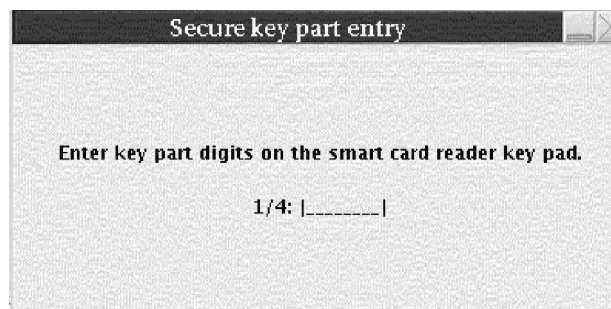 Secure key part entry
Enter key part digits on the smart card reader key pad.
1/4: |________|